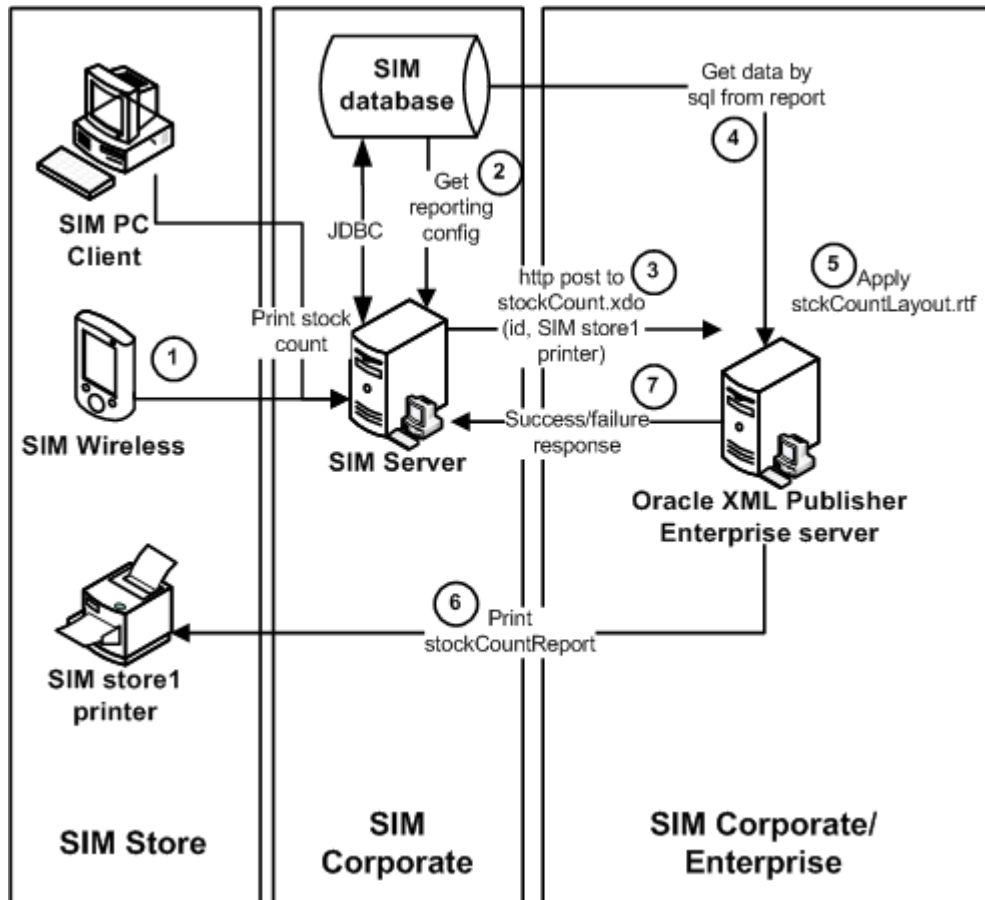 SIM
database
Get data by
sql from report
4
2
Get
reporting
config
JDBC
SIM PC
Client
http post to
stockCount.xdo
(id, SIM store1
printer)
3
5
Apply
stckCountLayout.rtf
Print stock
count
1
SIM Wireless
SIM Server
7
Success/failure
response
Oracle XML Publisher
Enterprise server
6
Print
stockCountReport
SIM store1
printer
SIM Store
SIM
Corporate
SIM Corporate/
Enterprise